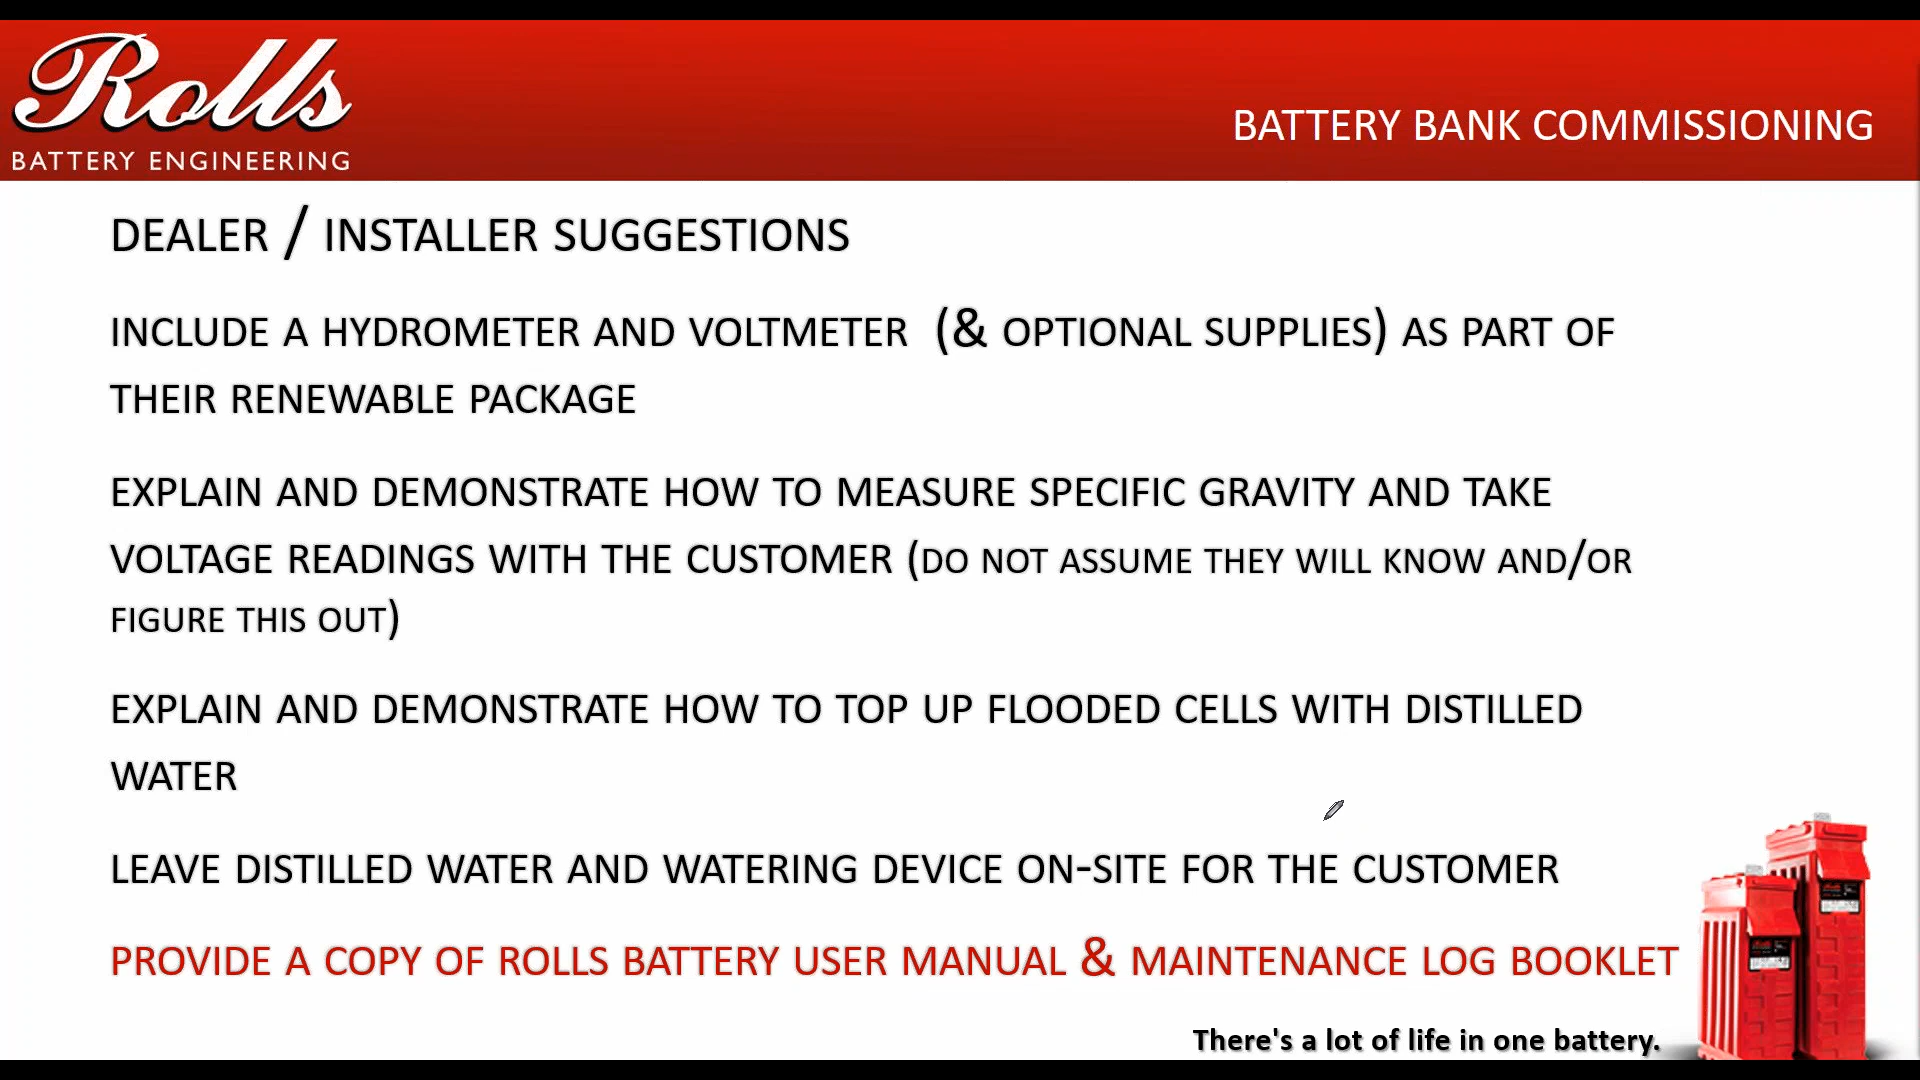 Rolls
BATTERY ENGINEERING
BATTERY BANK COMMISSIONING
DEALER / INSTALLER SUGGESTIONS
INCLUDE A HYDROMETER AND VOLTMETER (& OPTIONAL SUPPLIES) AS PART OF
THEIR RENEWABLE PACKAGE
EXPLAIN AND DEMONSTRATE HOW TO MEASURE SPECIFIC GRAVITY AND TAKE
VOLTAGE READINGS WITH THE CUSTOMER (DO NOT ASSUME THEY WILL KNOW AND/OR
FIGURE THIS OUT)
EXPLAIN AND DEMONSTRATE HOW TO TOP UP FLOODED CELLS WITH DISTILLED
WATER
LEAVE DISTILLED WATER AND WATERING DEVICE ON-SITE FOR THE CUSTOMER
PROVIDE A COPY OF ROLLS BATTERY USER MANUAL & MAINTENANCE LOG BOOKLET
There's a lot of life in one battery.